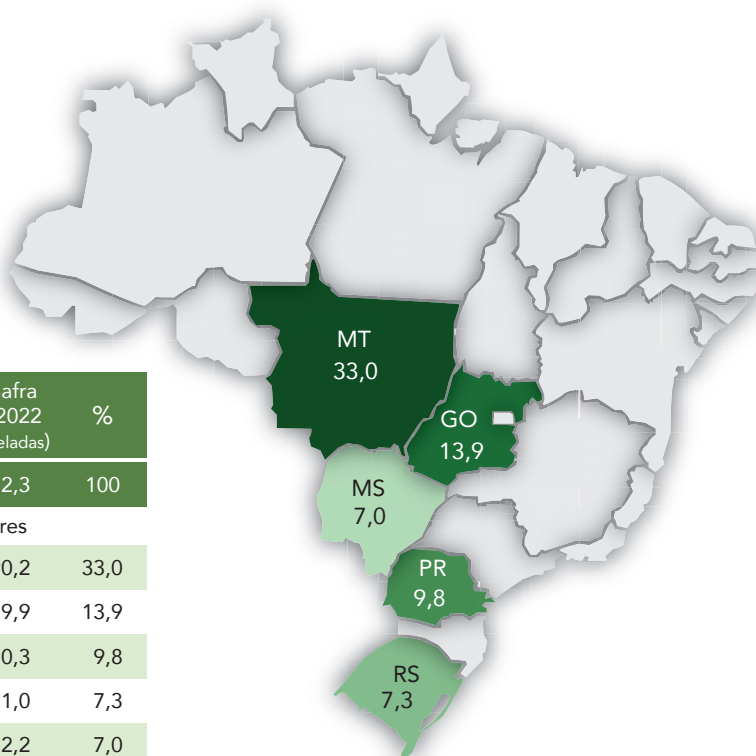 MT
33,0
GO
13,9
MS
7,0
PR
9,8
RS
7,3
afra
2022 %
eladas)
2,3 100
res
0,2 33,0
9,9 13,9
0,3 9,8
1,0 7,3
2,2 7,0